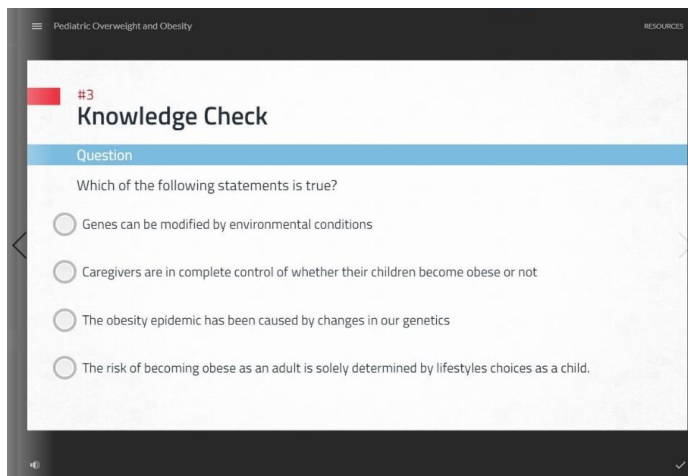 Pediatric Overweight and Obesity
RESOURCES
#3
Knowledge Check
Question
Which of the following statements is true?
Genes can be modified by environmental conditions
Caregivers are in complete control of whether their children become obese or not
The obesity epidemic has been caused by changes in our genetics
The risk of becoming obese as an adult is solely determined by lifestyles choices as a child.